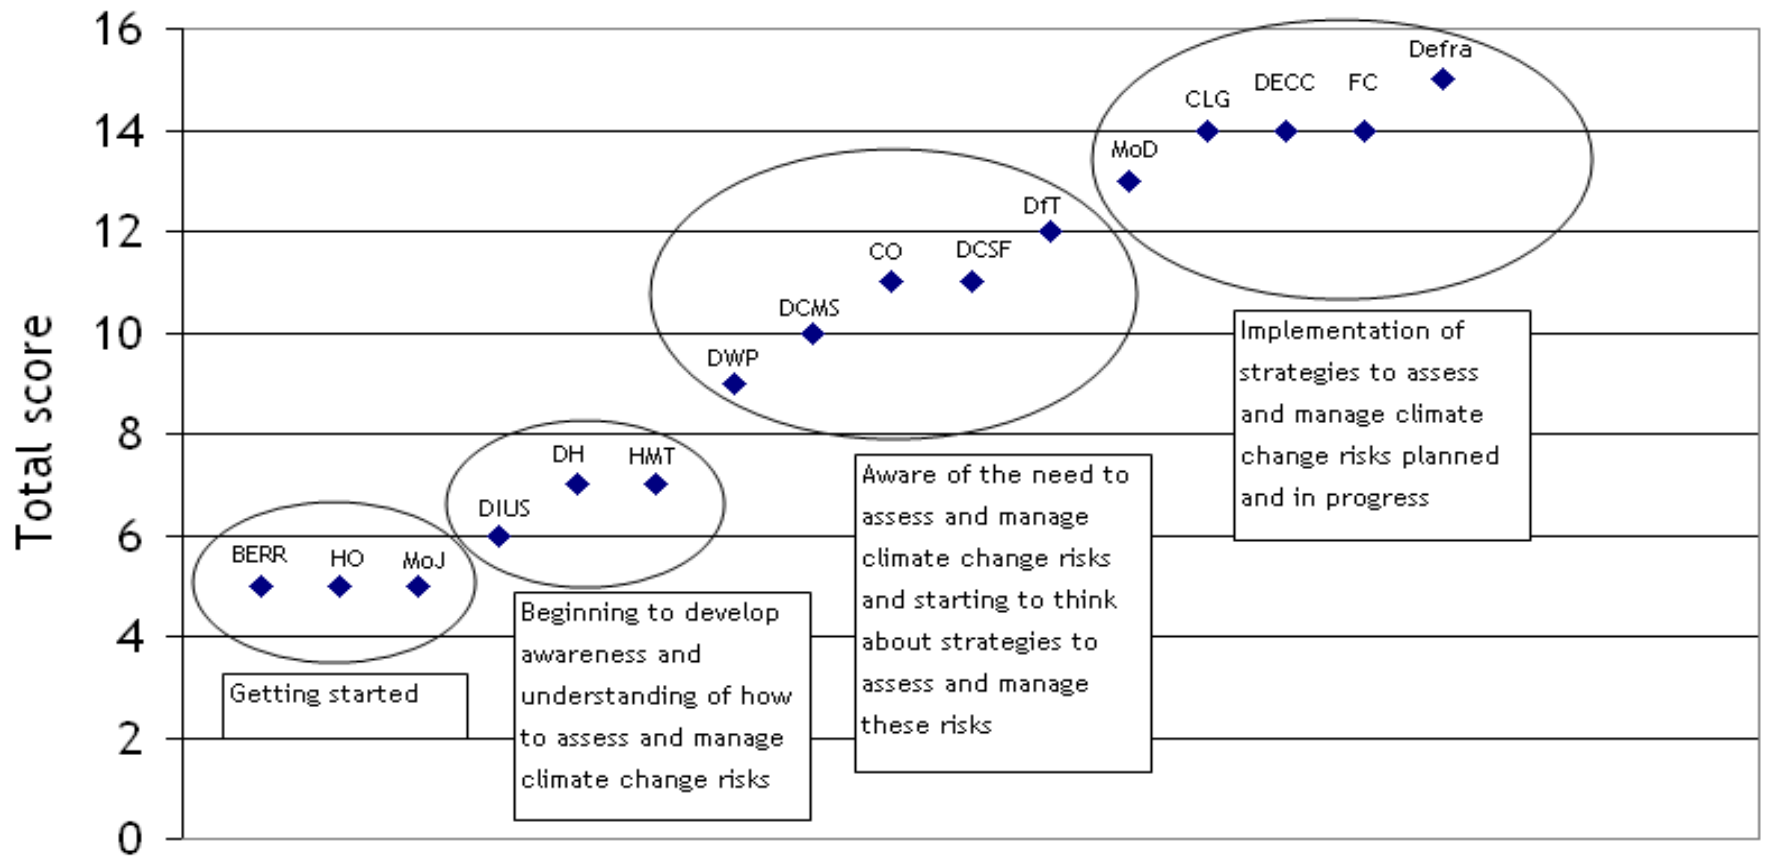 Total score
16
14
12
10
8
6
4
2
0
BERR
HO
MoJ
DIUS
DH
HMT
DWP
DCMS
CO
DCSF
DfT
MoD
CLG
DECC
FC
Defra
Getting started
Beginning to develop
awareness and
understanding of how
to assess and manage
climate change risks
Aware of the need to
assess and manage
climate change risks
and starting to think
about strategies to
assess and manage
these risks
Implementation of
strategies to assess
and manage climate
change risks planned
and in progress